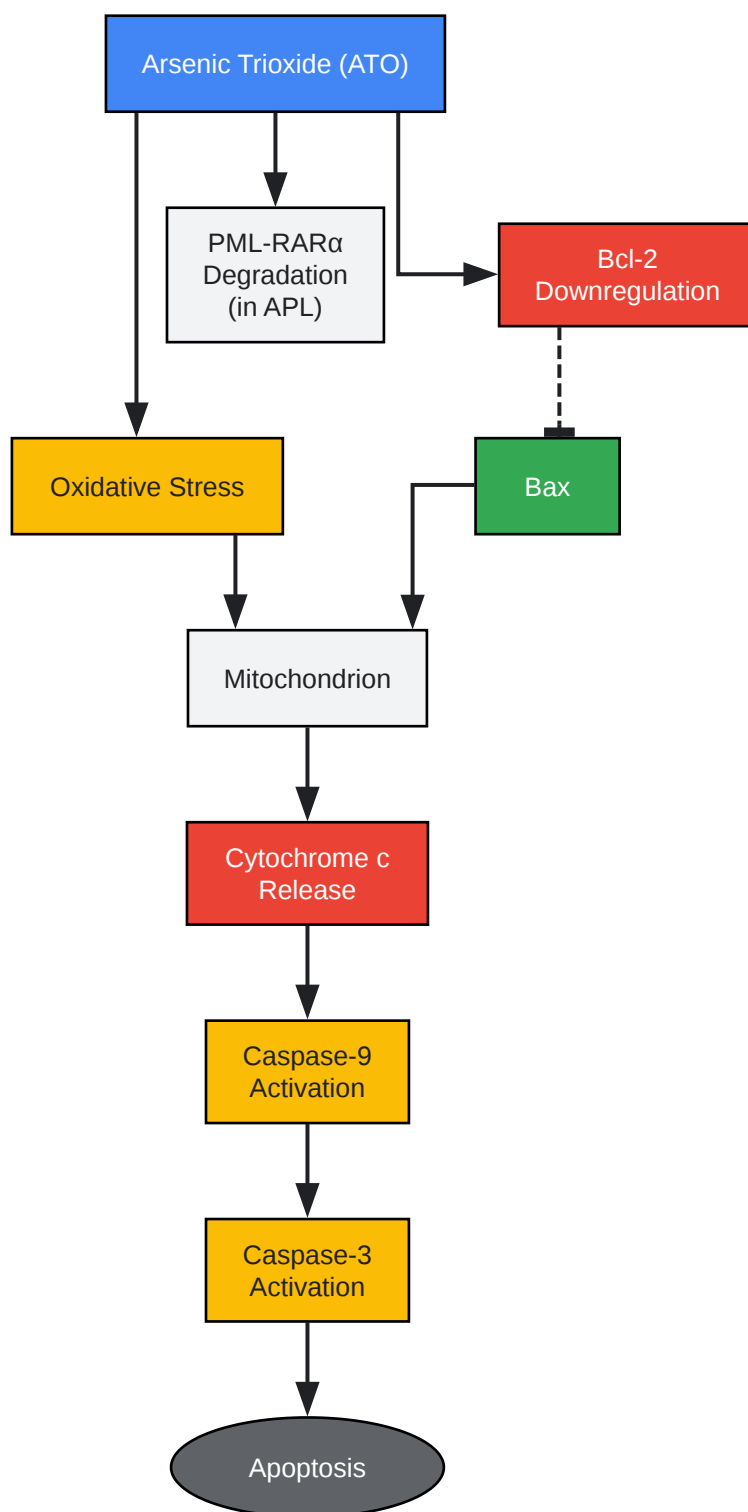 Arsenic Trioxide (ATO)
PML-RARα
Degradation
(in APL)
Bcl-2
Downregulation
Oxidative Stress
Bax
Mitochondrion
Cytochrome c
Release
Caspase-9
Activation
Caspase-3
Activation
Apoptosis